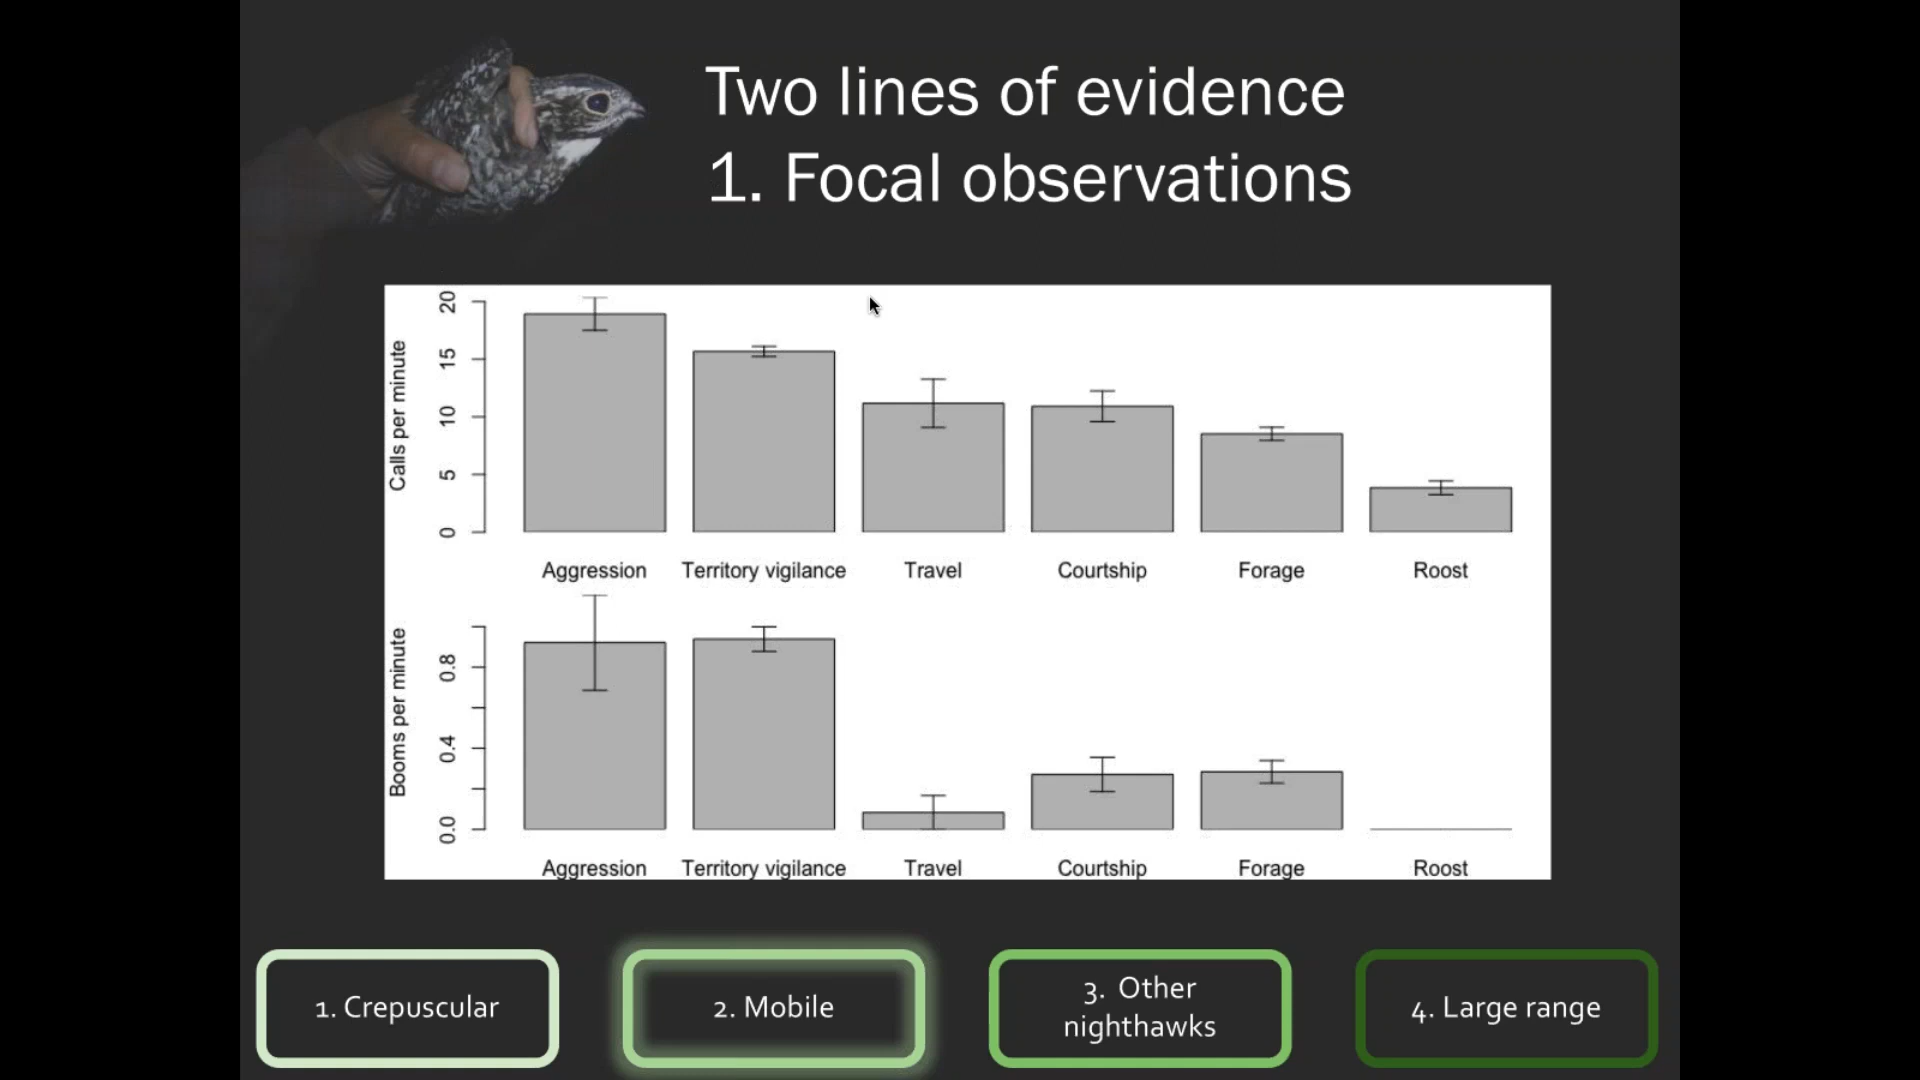 Two lines of evidence
1. Focal observations
Calls per minute
20
15
10
5
0
Aggression Territory vigilance Travel Courtship Forage Roost
Booms per minute
0.8
0.4
0.0
Aggression Territory vigilance Travel Courtship Forage Roost
1. Crepuscular
2. Mobile
3. Other
nighthawks
4. Large range